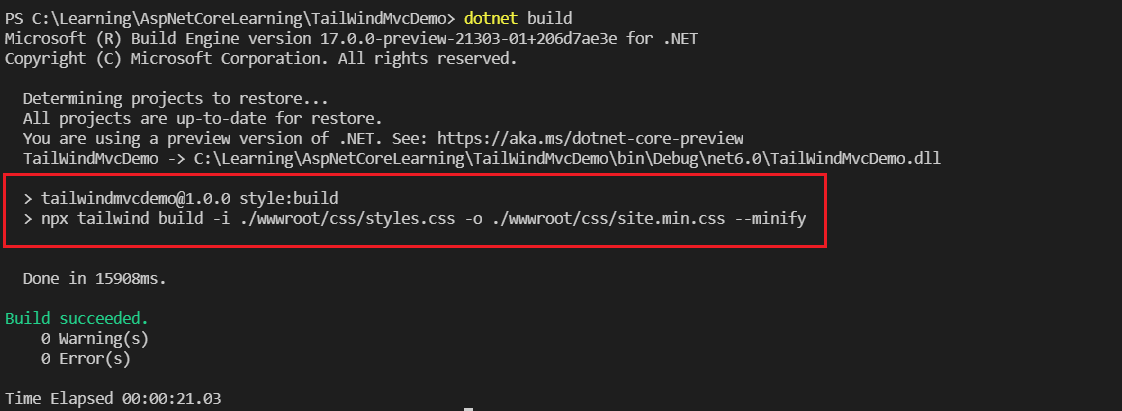 PS C:\Learning\AspNetCoreLearning\TailWindMvcDemo> dotnet build
Microsoft (R) Build Engine version 17.0.0-preview-21303-01+206d7ae3e for .NET
Copyright (C) Microsoft Corporation. All rights reserved.
Determining projects to restore...
All projects are up-to-date for restore.
You are using a preview version of .NET. See: https://aka.ms/dotnet-core-preview
TailWindMvcDemo -> C:\Learning\AspNetCoreLearning\TailWindMvcDemo\bin\Debug\net6.0\TailWindMvcDemo.dll
> tailwindmvcdemo@1.0.0 style:build
> npx tailwind build -i ./wwwroot/css/styles.css -o ./wwwroot/css/site.min.css --minify
Done in 15908ms.
Build succeeded.
0 Warning(s)
0 Error(s)
Time Elapsed 00:00:21.03